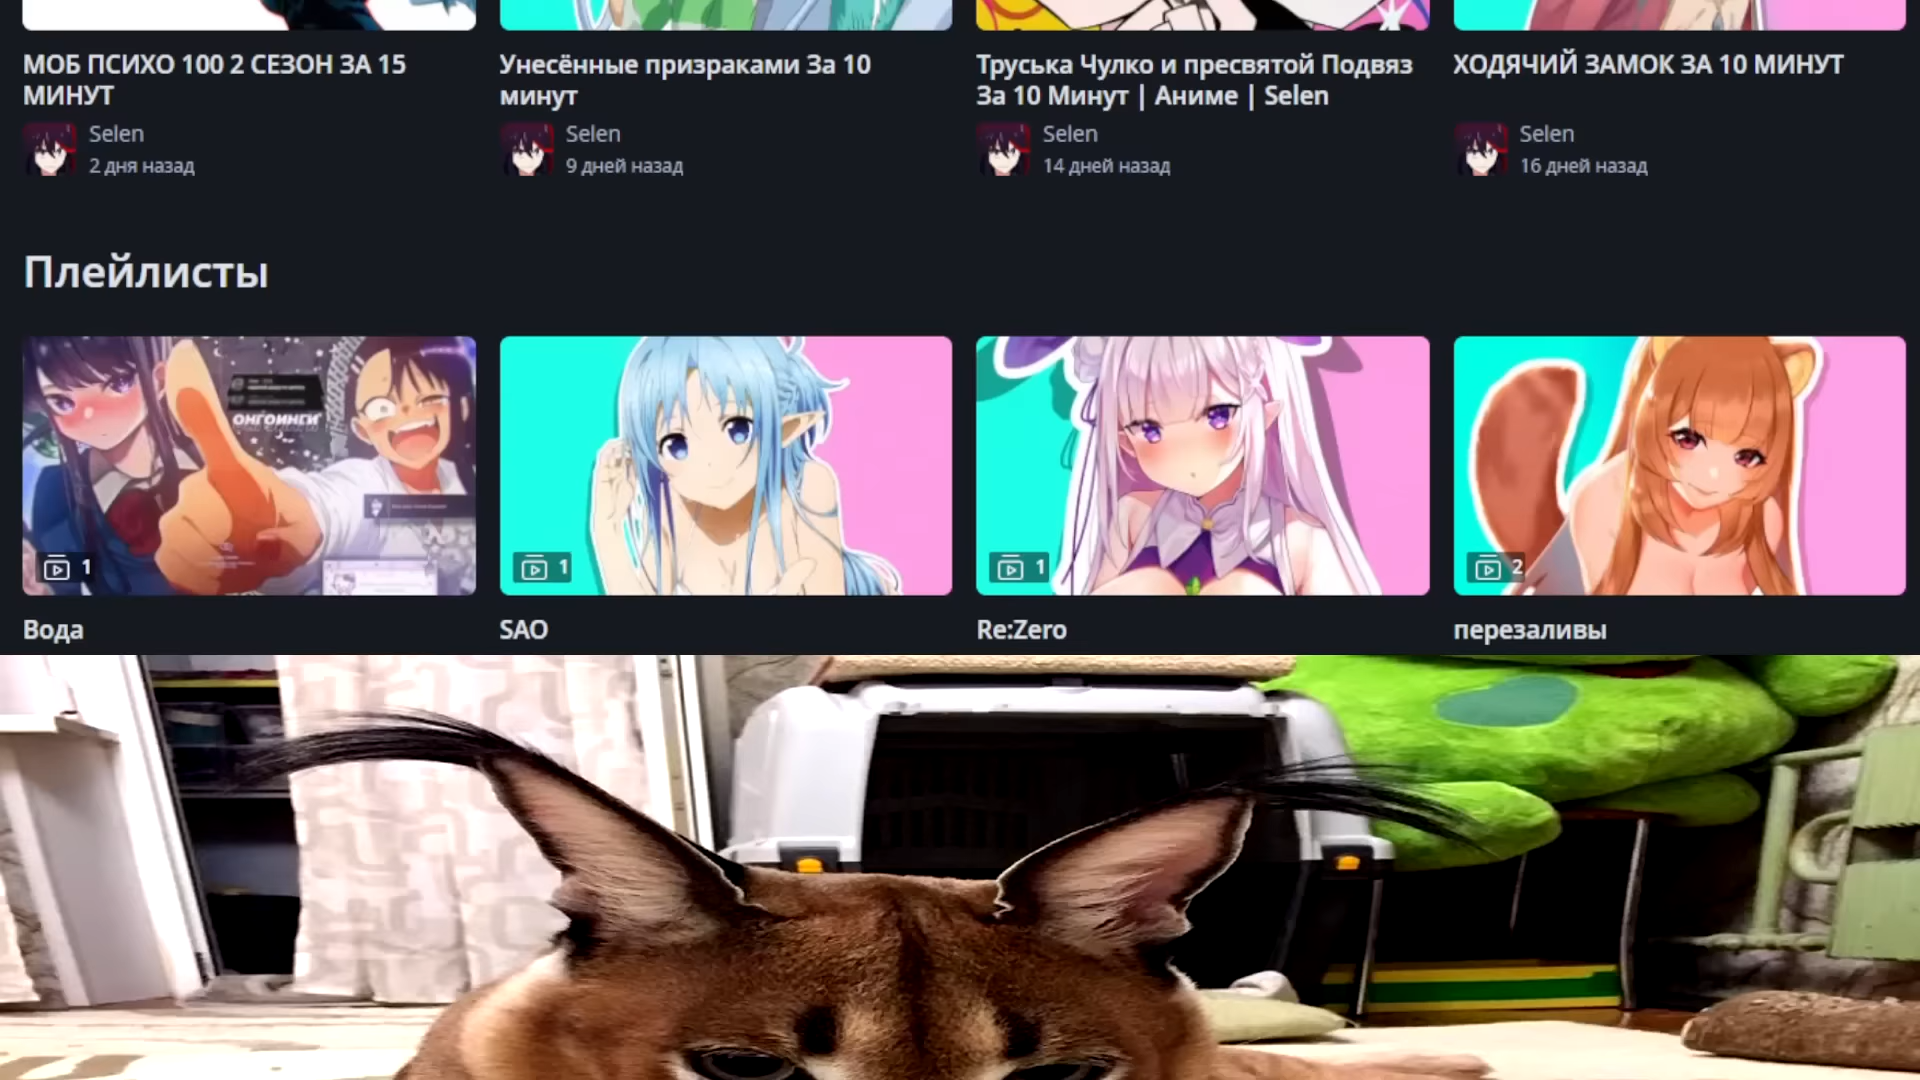 МОБ ПСИХО 100 2 СЕЗОН ЗА 15
МИНУТ
Selen
2 дня назад
Унесённые призраками За 10
минут
Selen
9 дней назад
Труська Чулко и пресвятой Подвяз
За 10 Минут | Аниме | Selen
Selen
14 дней назад
ХОДЯЧИЙ ЗАМОК ЗА 10 МИНУТ
Selen
16 дней назад
Плейлисты
ОНГОИНГИ
1
1
1
2
Вода
SAO
Re:Zero
перезаливы